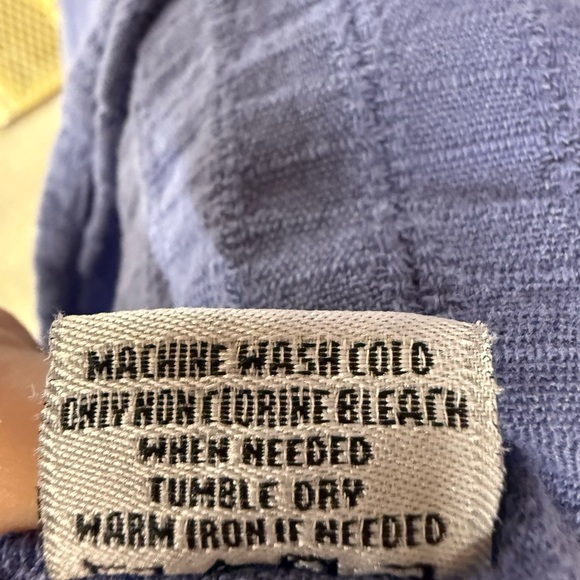 MACHINE WASH COLD
ONLY NON CLORINE BLEACH
WHEN NEEDED
TUMBLE DRY
WARM IRON IF NEEDED